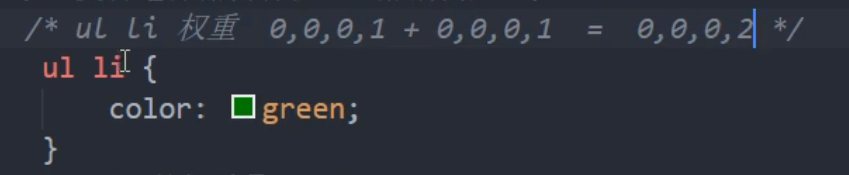 /* ul li 权重  0,0,0,1 + 0,0,0,1  =  0,0,0,2 */
ul li {
    color: green;
}